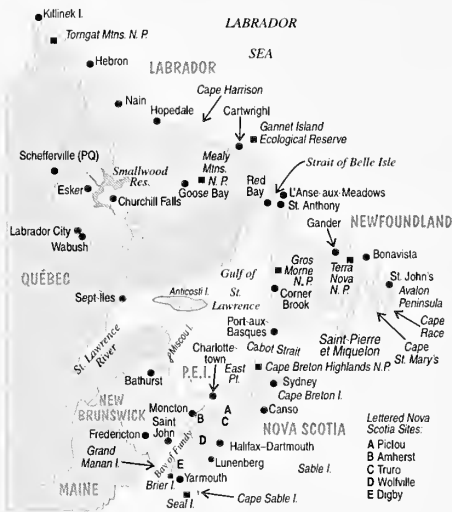 Killinek I.
LABRADOR
SEA
Torngat Mtns. N. P.
Hebron
LABRADOR
Nain
Cape Harrison
Hopedale
Cartwright
Gannet Island
Ecological Reserve
Schefferville (PQ)
Smallwood
Res.
Mealy
Mtns.
N. P.
Strait of Belle Isle
Esker
Churchill Falls
Goose Bay
Red
Bay
L'Anse-aux-Meadows
St. Anthony
Gander
NEWFOUNDLAND
Labrador City
Wabush
Bonavista
QUÉBEC
Gulf of
St.
Lawrence
Gros
Morne
N. P.
Terra
Nova
N. P.
St. John's
Avalon
Peninsula
Sept-Iles
Anticosti I.
Corner
Brook
Cape
Race
Port-aux-
Basques
Saint-Pierre
et Miquelon
Cape
St. Mary's
St. Lawrence
River
Miscou I.
Charlotte-
town
Cabot Strait
P.E.I.
East
Pt.
Cape Breton Highlands N.P.
Bathurst
Sydney
Cape Breton I.
NEW
BRUNSWICK
Moncton
A
B
C
Canso
Lettered Nova
Scotia Sites:
A Pictou
B Amherst
C Truro
D Wolfville
E Digby
Saint
John
NOVA SCOTIA
Fredericton
D
Halifax–Dartmouth
Grand
Manan I.
Bay of Fundy
Lunenberg
Sable I.
MAINE
E
Brier I.
Yarmouth
Seal I.
Cape Sable I.